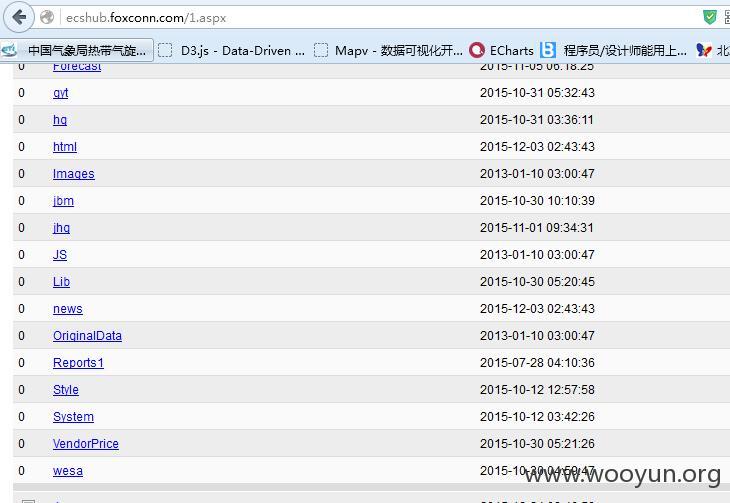 ecshub.foxconn.com/1.aspx
中国气象局热带气旋... D3.js - Data-Driven ... Mapv - 数据可视化开... ECharts 程序员/设计师能用上... 北
0 Forecast 2015-11-05 06:18:25
0 gvt 2015-10-31 05:32:43
0 hq 2015-10-31 03:36:11
0 html 2015-12-03 02:43:43
0 Images 2013-01-10 03:00:47
0 jbm 2015-10-30 10:10:39
0 jhq 2015-11-01 09:34:31
0 JS 2013-01-10 03:00:47
0 Lib 2015-10-30 05:20:45
0 news 2015-12-03 02:43:43
0 OriginalData 2013-01-10 03:00:47
0 Reports1 2015-07-28 04:10:36
0 Style 2015-10-12 12:57:58
0 System 2015-10-12 03:42:26
0 VendorPrice 2015-10-30 05:21:26
0 wesa 2015-10-30 04:59:47
www.wooyun.org